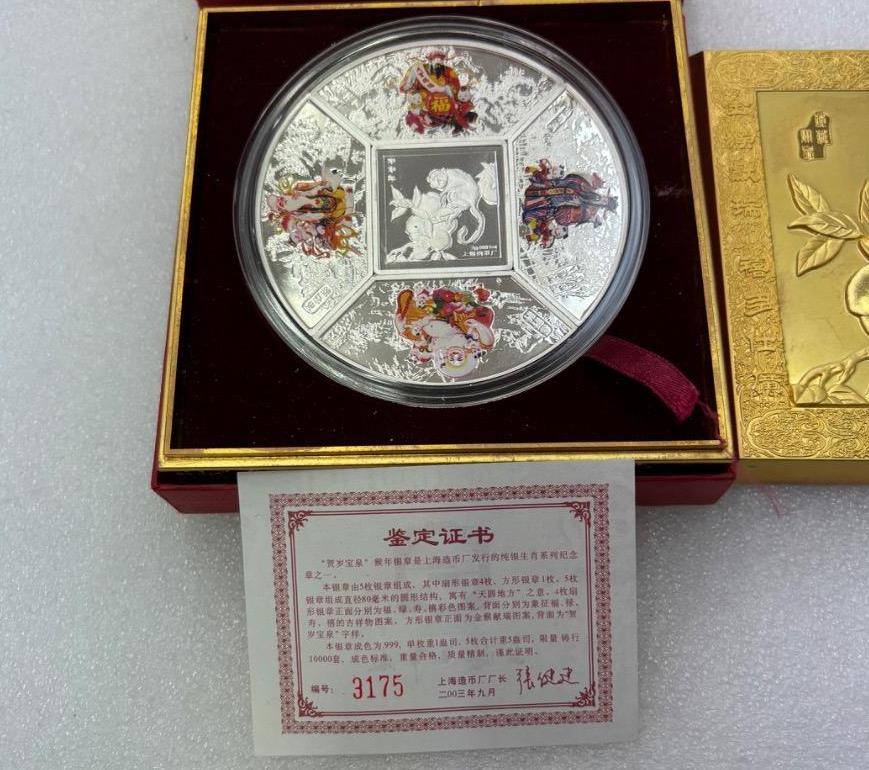 福
上海造币厂
鉴定证书
"贺岁宝泉"猴年银章是上海造币厂发行的纯银生肖系列纪念
章之一。
本银章由5枚银章组成,其中扇形银章4枚、方形银章1枚。5枚
银章组成直径80毫米的圆形结构,寓有"天圆地方"之意。4枚扇
形银章正面分别为福、禄、寿、禧彩色图案,背面分别为象征福、禄、
寿、禧的吉祥物图案。方形银章正面为金猴献瑞图案,背面为"贺
岁宝泉"字样。
本银章成色为.999,单枚重1盎司,5枚合计重5盎司,限量铸行
10000套。成色标准,重量合格,质量精制。谨此证明。
编号:
3175
上海造币厂厂长 張健建
二00三年九月